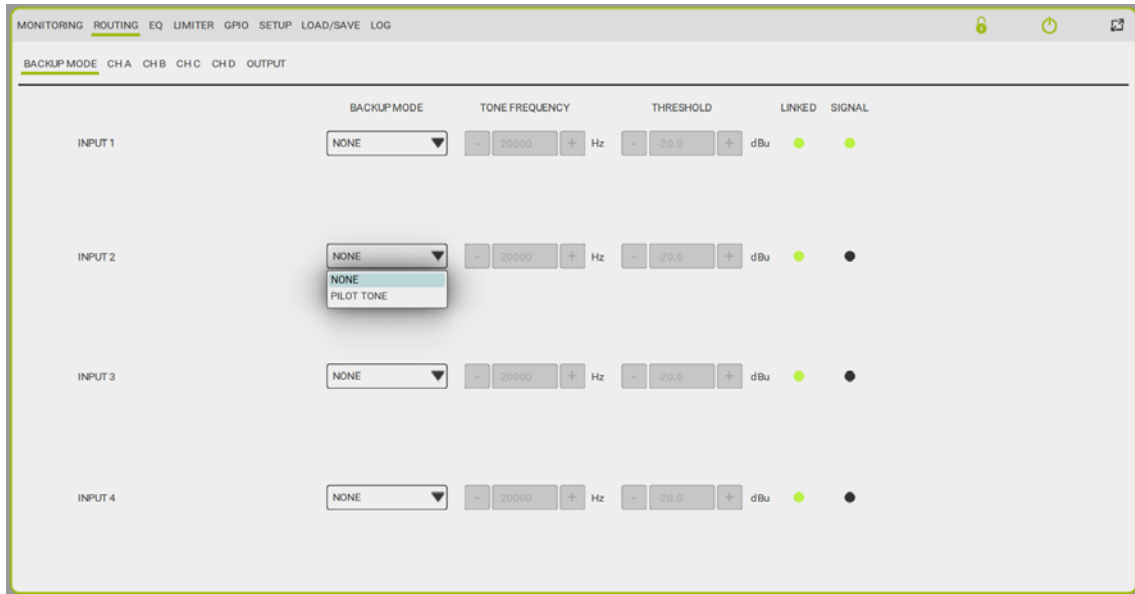 MONITORING ROUTING EQ LIMITER GPIO SETUP LOAD/SAVE LOG
BACKUP MODE CH A CH B CH C CH D OUTPUT
BACKUP MODE TONE FREQUENCY THRESHOLD LINKED SIGNAL
INPUT 1 NONE - 20000 + Hz - -20.0 + dBu
INPUT 2 NONE - 20000 + Hz - -20.0 + dBu
NONE
PILOT TONE
INPUT 3 NONE - 20000 + Hz - -20.0 + dBu
INPUT 4 NONE - 20000 + Hz - -20.0 + dBu